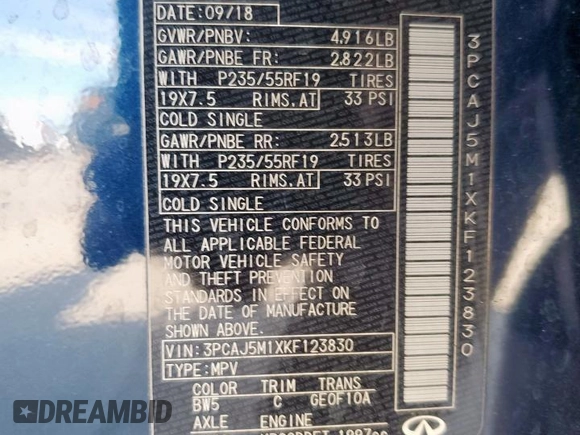 DATE: 09/18
GVWR/PNBV: 4,916LB
GAWR/PNBE FR: 2,822LB
WITH P235/55RF19 TIRES
19X7.5 RIMS.AT 33 PSI
COLD SINGLE
GAWR/PNBE RR: 2,513LB
WITH P235/55RF19 TIRES
19X7.5 RIMS.AT 33 PSI
COLD SINGLE
THIS VEHICLE CONFORMS TO
ALL APPLICABLE FEDERAL
MOTOR VEHICLE SAFETY
AND THEFT PREVENTION
STANDARDS IN EFFECT ON
THE DATE OF MANUFACTURE
SHOWN ABOVE.
VIN: 3PCAJ5M1XKF123830
TYPE: MPV
COLOR TRIM TRANS
BW5 C GE0F10A
AXLE ENGINE
1997cc
3PCAJ5M1XKF123830
INFINITI
DREAMBID